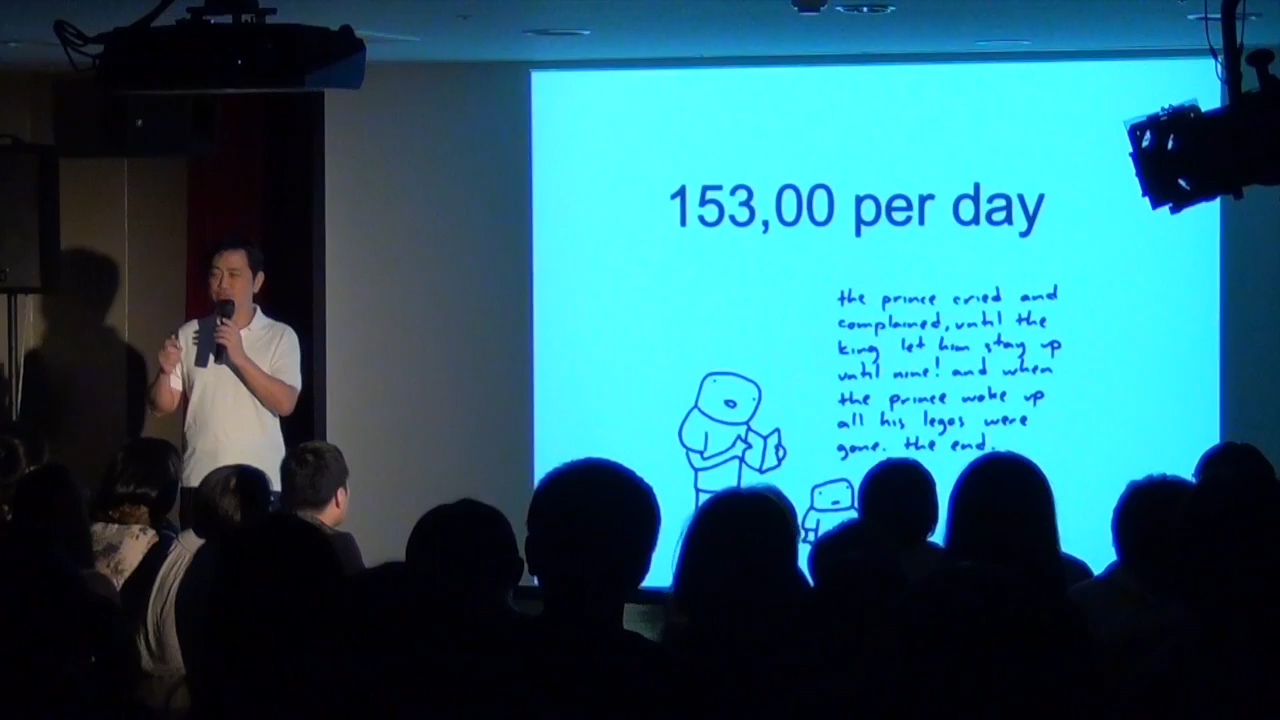 153,00 per day
the prince cried and
complained, until the
king let him stay up
until nine! and when
the prince woke up
all his legos were
gone. the end.